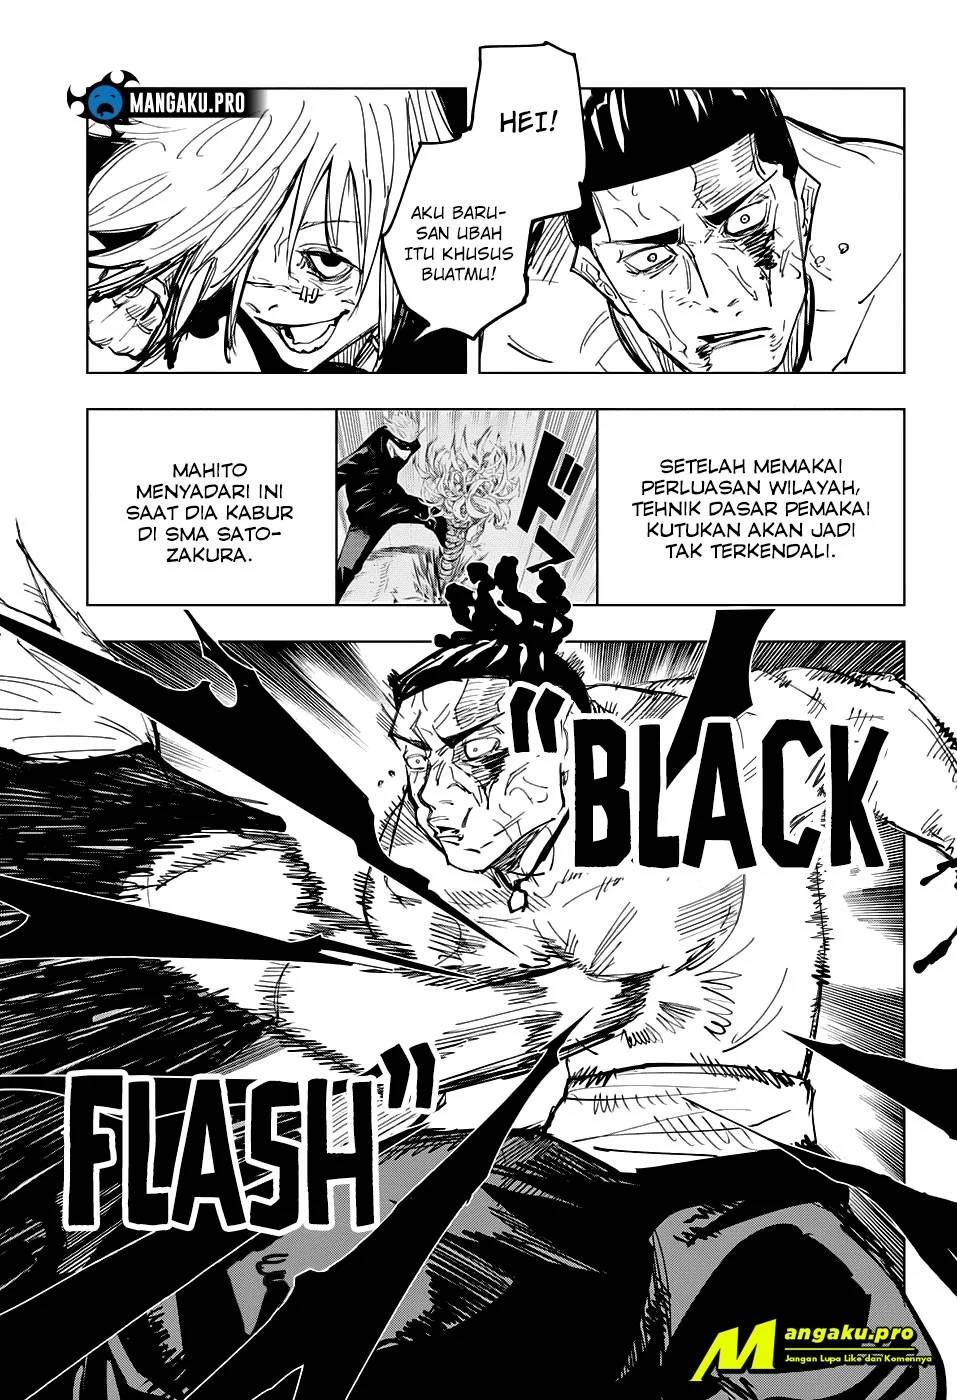 MANGAKU.PRO
HEI!
AKU BARU-
SAN UBAH
ITU KHUSUS
BUATMU!
SETELAH MEMAKAI
PERLUASAN WILAYAH,
TEHNIK DASAR PEMAKAI
KUTUKAN AKAN JADI
TAK TERKENDALI.
ドン
MAHITO
MENYADARI INI
SAAT DIA KABUR
DI SMA SATO-
ZAKURA.
"BLACK
FLASH"
Mangaku.pro
Jangan Lupa Like dan Komennya